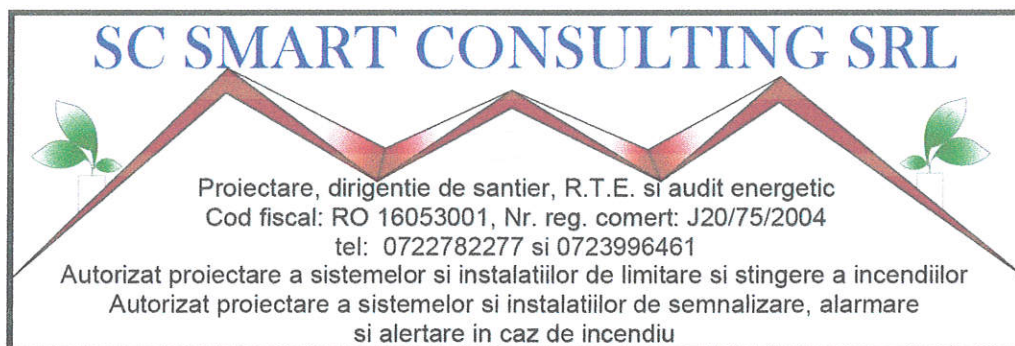 SC SMART CONSULTING SRL
Proiectare, dirigentie de santier, R.T.E. si audit energetic
Cod fiscal: RO 16053001, Nr. reg. comert: J20/75/2004
tel: 0722782277 si 0723996461
Autorizat proiectare a sistemelor si instalatiilor de limitare si stingere a incendiilor
Autorizat proiectare a sistemelor si instalatiilor de semnalizare, alarmare
si alertare in caz de incendiu